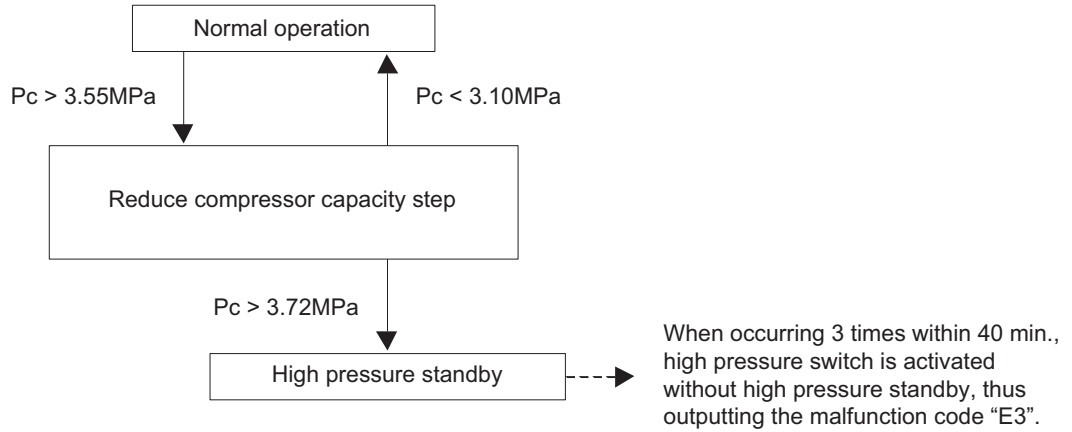 Normal operation
Pc > 3.55MPa
Pc < 3.10MPa
Reduce compressor capacity step
Pc > 3.72MPa
High pressure standby
When occurring 3 times within 40 min.,
high pressure switch is activated
without high pressure standby, thus
outputting the malfunction code “E3”.